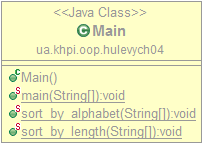 <<Java Class>>
C Main
ua.khpi.oop.hulevych04
C Main()
S main(String[]):void
S sort_by_alphabet(String[]):void
S sort_by_length(String[]):void